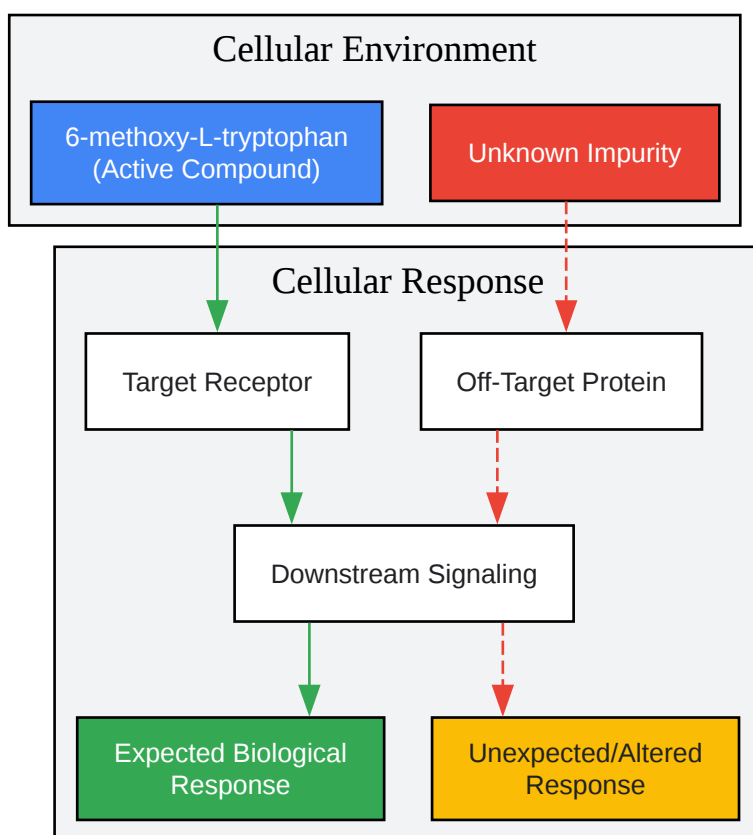 Cellular Environment
6-methoxy-L-tryptophan
(Active Compound)
Unknown Impurity
Cellular Response
Target Receptor
Off-Target Protein
Downstream Signaling
Expected Biological
Response
Unexpected/Altered
Response